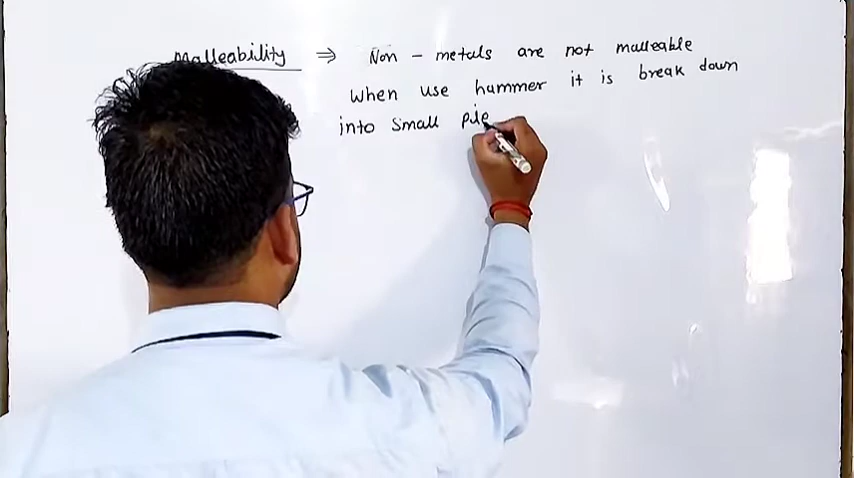 Malleability ⇒ Non - metals are not malleable
when use hammer it is break down
into small pie